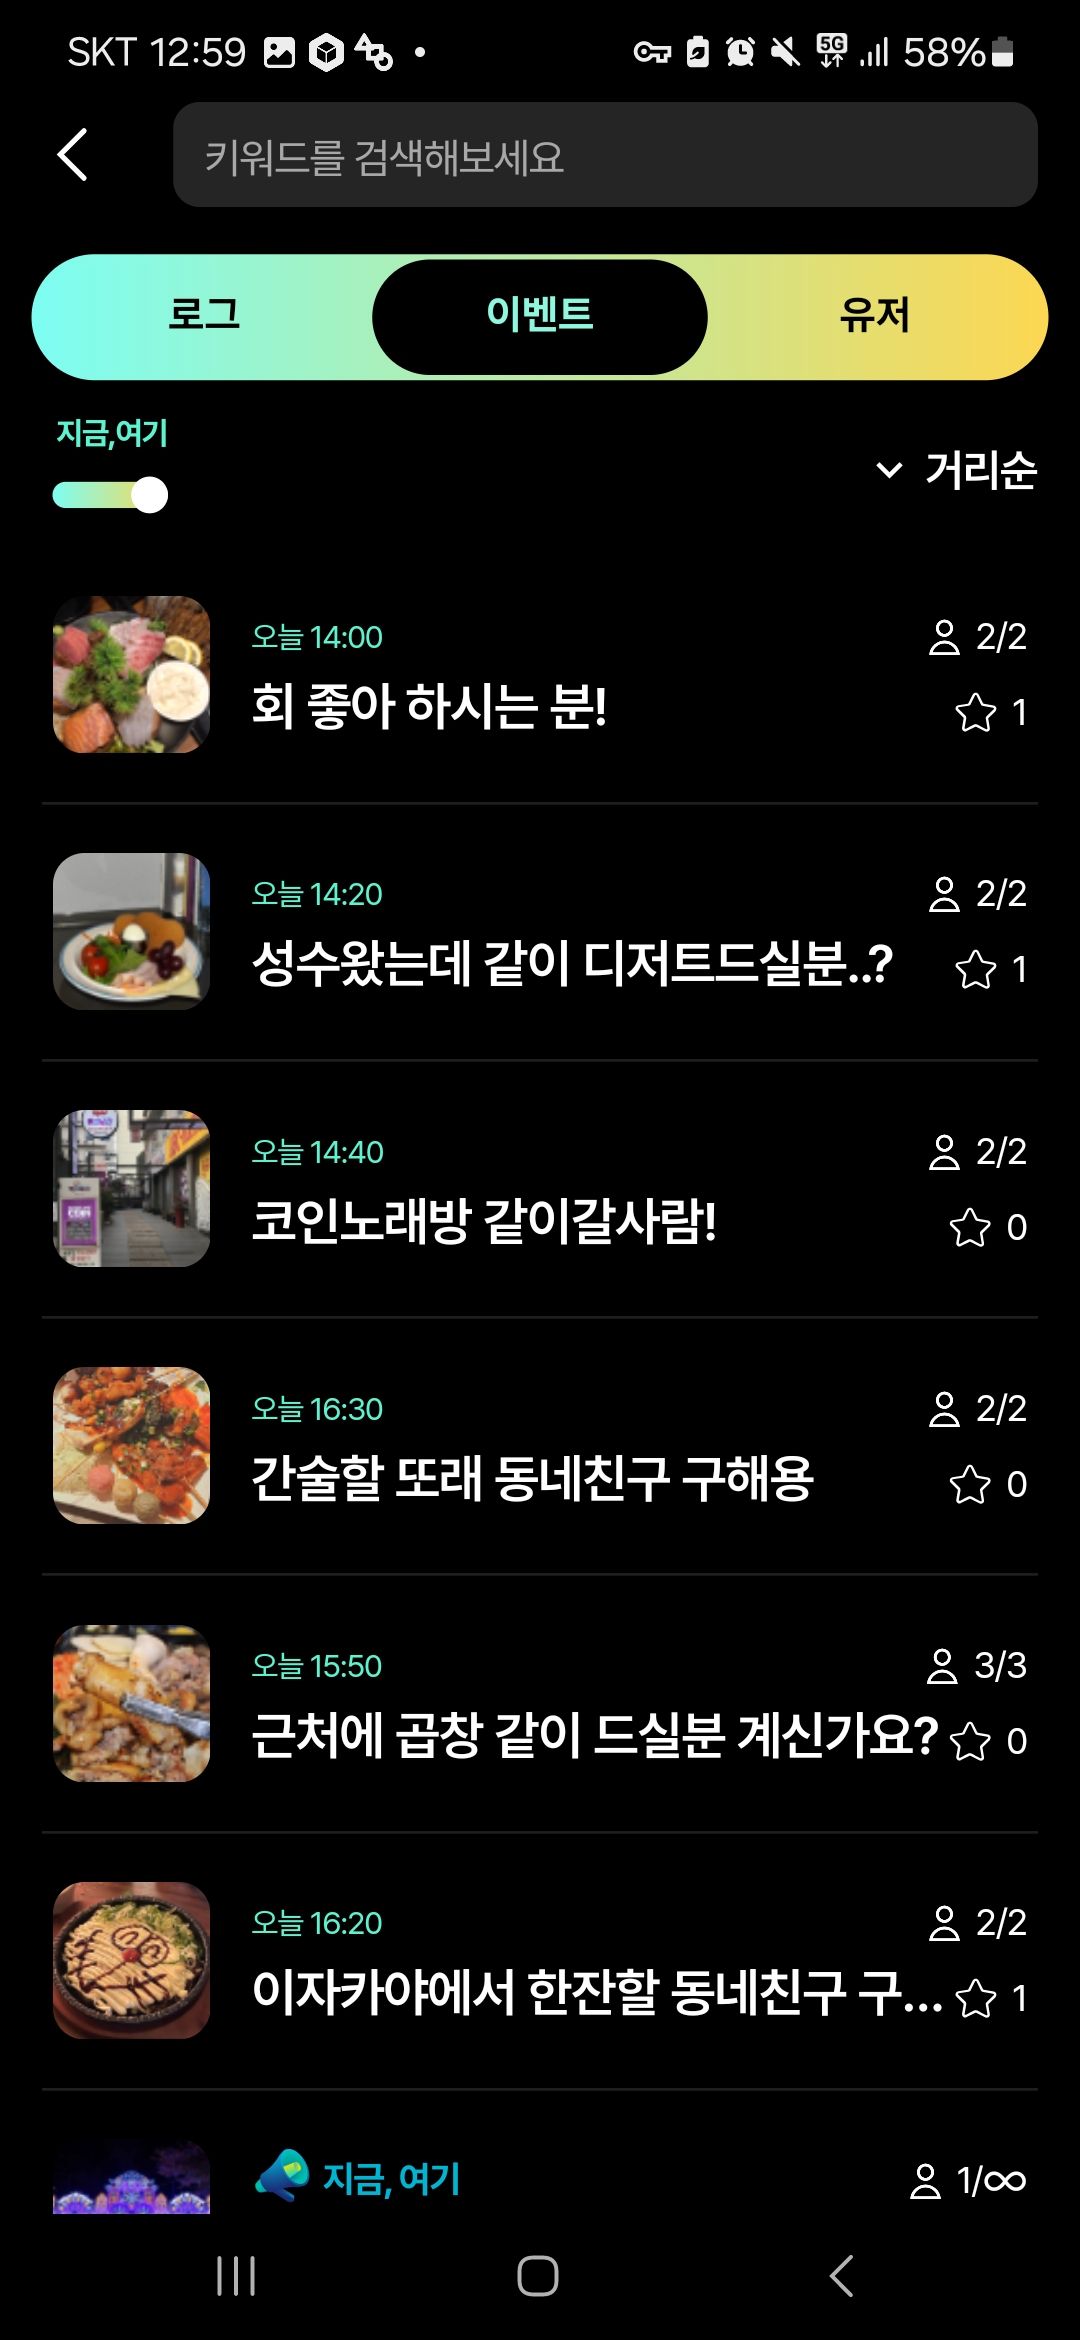 SKT 12:59
5G 58%
키워드를 검색해보세요
로그 이벤트 유저
지금,여기
거리순
오늘 14:00
2/2
회 좋아 하시는 분!
1
오늘 14:20
2/2
성수왔는데 같이 디저트드실분..?
1
오늘 14:40
2/2
코인노래방 같이갈사람!
0
오늘 16:30
2/2
간술할 또래 동네친구 구해용
0
오늘 15:50
3/3
근처에 곱창 같이 드실분 계신가요?
0
오늘 16:20
2/2
이자카야에서 한잔할 동네친구 구...
1
지금, 여기
1/∞